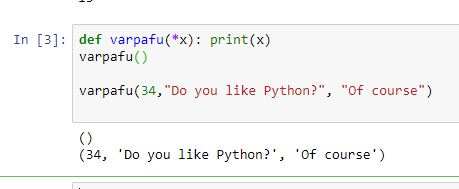 In [3]: def varpafu(*x): print(x)
varpafu()
varpafu(34,"Do you like Python?", "Of course")
()
(34, 'Do you like Python?', 'Of course')